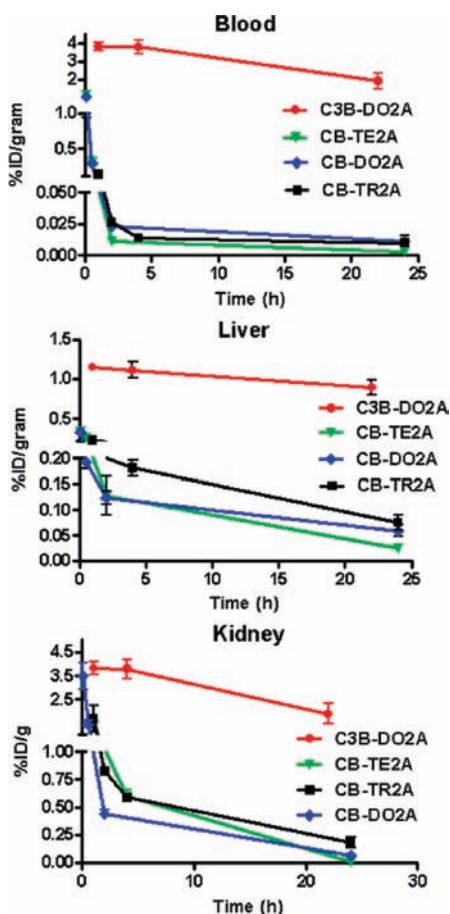 Blood
%ID/gram
4
3
2
1.0
0.5
0.050
0.025
0.000
C3B-DO2A
CB-TE2A
CB-DO2A
CB-TR2A
0 5 10 15 20 25
Time (h)
Liver
%ID/gram
1.5
1.0
0.5
0.20
0.15
0.10
0.05
0.00
C3B-DO2A
CB-TE2A
CB-DO2A
CB-TR2A
0 5 10 15 20 25
Time (h)
Kidney
%ID/g
4.5
3.5
2.5
1.00
0.75
0.50
0.25
0.00
C3B-DO2A
CB-TE2A
CB-TR2A
CB-DO2A
0 10 20 30
Time (h)